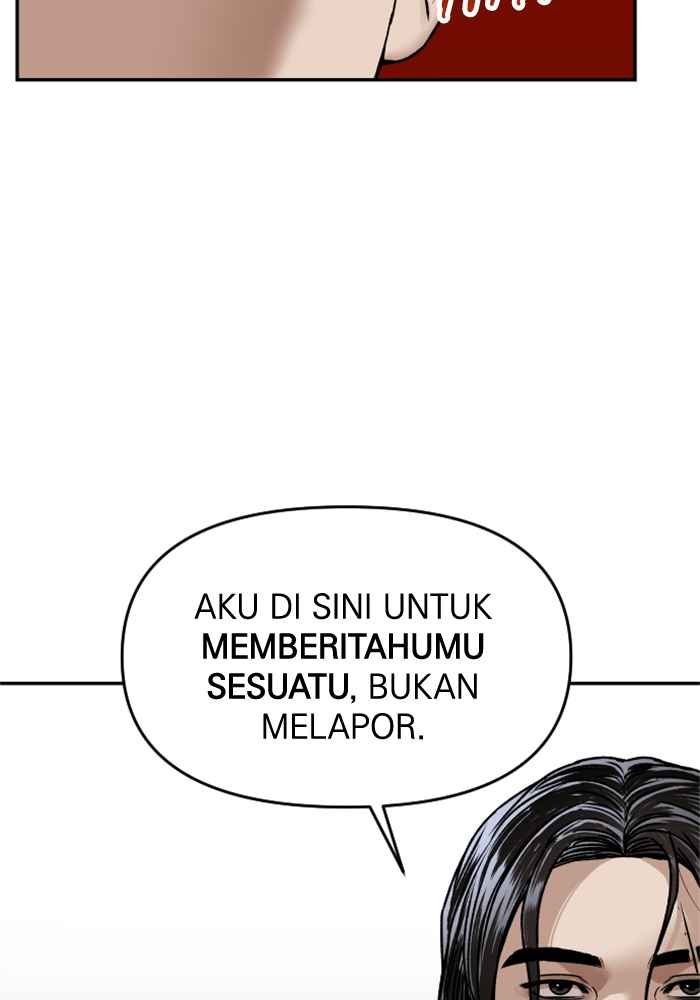 AKU DI SINI UNTUK
MEMBERITAHUMU
SESUATU, BUKAN
MELAPOR.